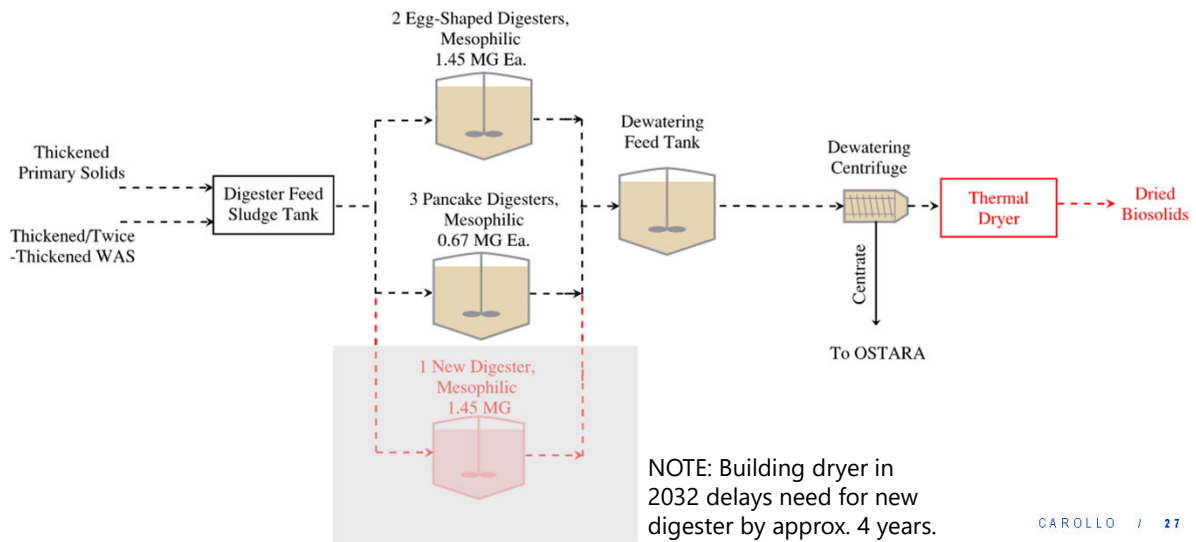 2 Egg-Shaped Digesters,
Mesophilic
1.45 MG Ea.
Thickened
Primary Solids
Thickened/Twice
-Thickened WAS
Digester Feed
Sludge Tank
3 Pancake Digesters,
Mesophilic
0.67 MG Ea.
Dewatering
Feed Tank
Dewatering
Centrifuge
Thermal
Dryer
Dried
Biosolids
Centrate
To OSTARA
1 New Digester,
Mesophilic
1.45 MG
NOTE: Building dryer in
2032 delays need for new
digester by approx. 4 years.
CAROLLO / 27